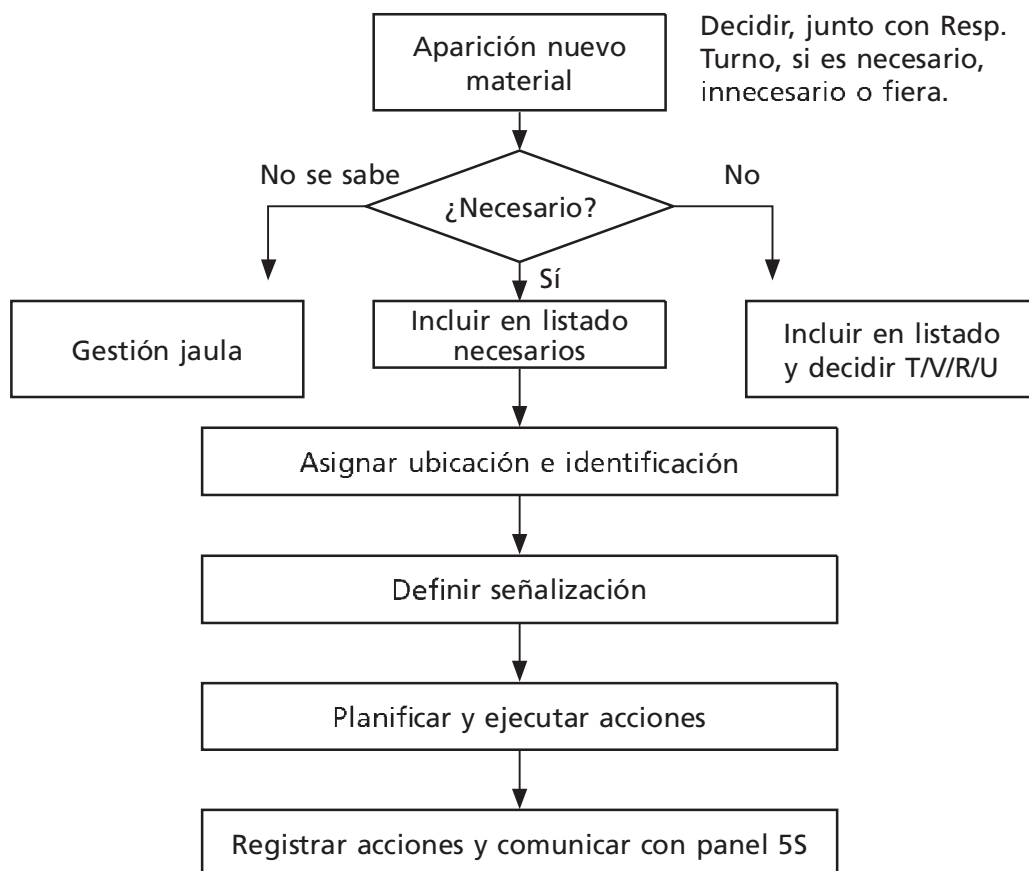 Aparición nuevo
material
Decidir, junto con Resp.
Turno, si es necesario,
innecesario o fiera.
No se sabe
No
¿Necesario?
Sí
Gestión jaula
Incluir en listado
necesarios
Incluir en listado
y decidir T/V/R/U
Asignar ubicación e identificación
Definir señalización
Planificar y ejecutar acciones
Registrar acciones y comunicar con panel 5S